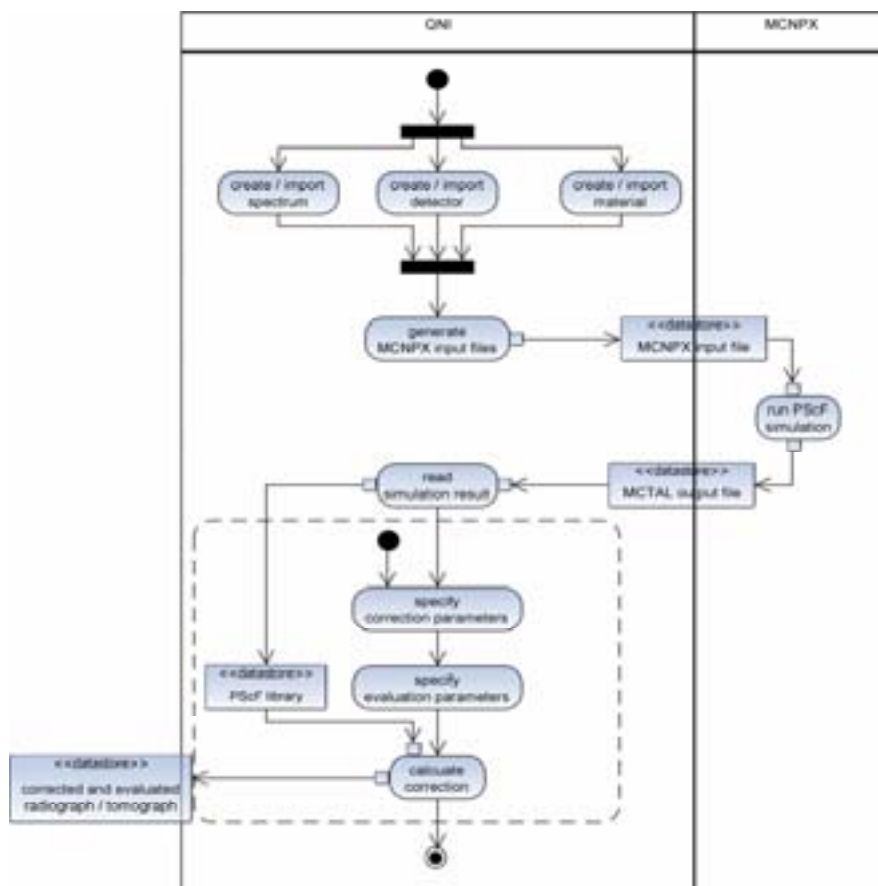 QNI
MCNPX
create / import
spectrum
create / import
detector
create / import
material
generate
MCNPX input files
<<datastore>>
MCNPX input file
run PScF
simulation
read
simulation result
<<datastore>>
MCTAL output file
specify
correction parameters
<<datastore>>
PScF library
specify
evaluation parameters
<<datastore>>
corrected and evaluated
radiograph / tomograph
calcuate
correction